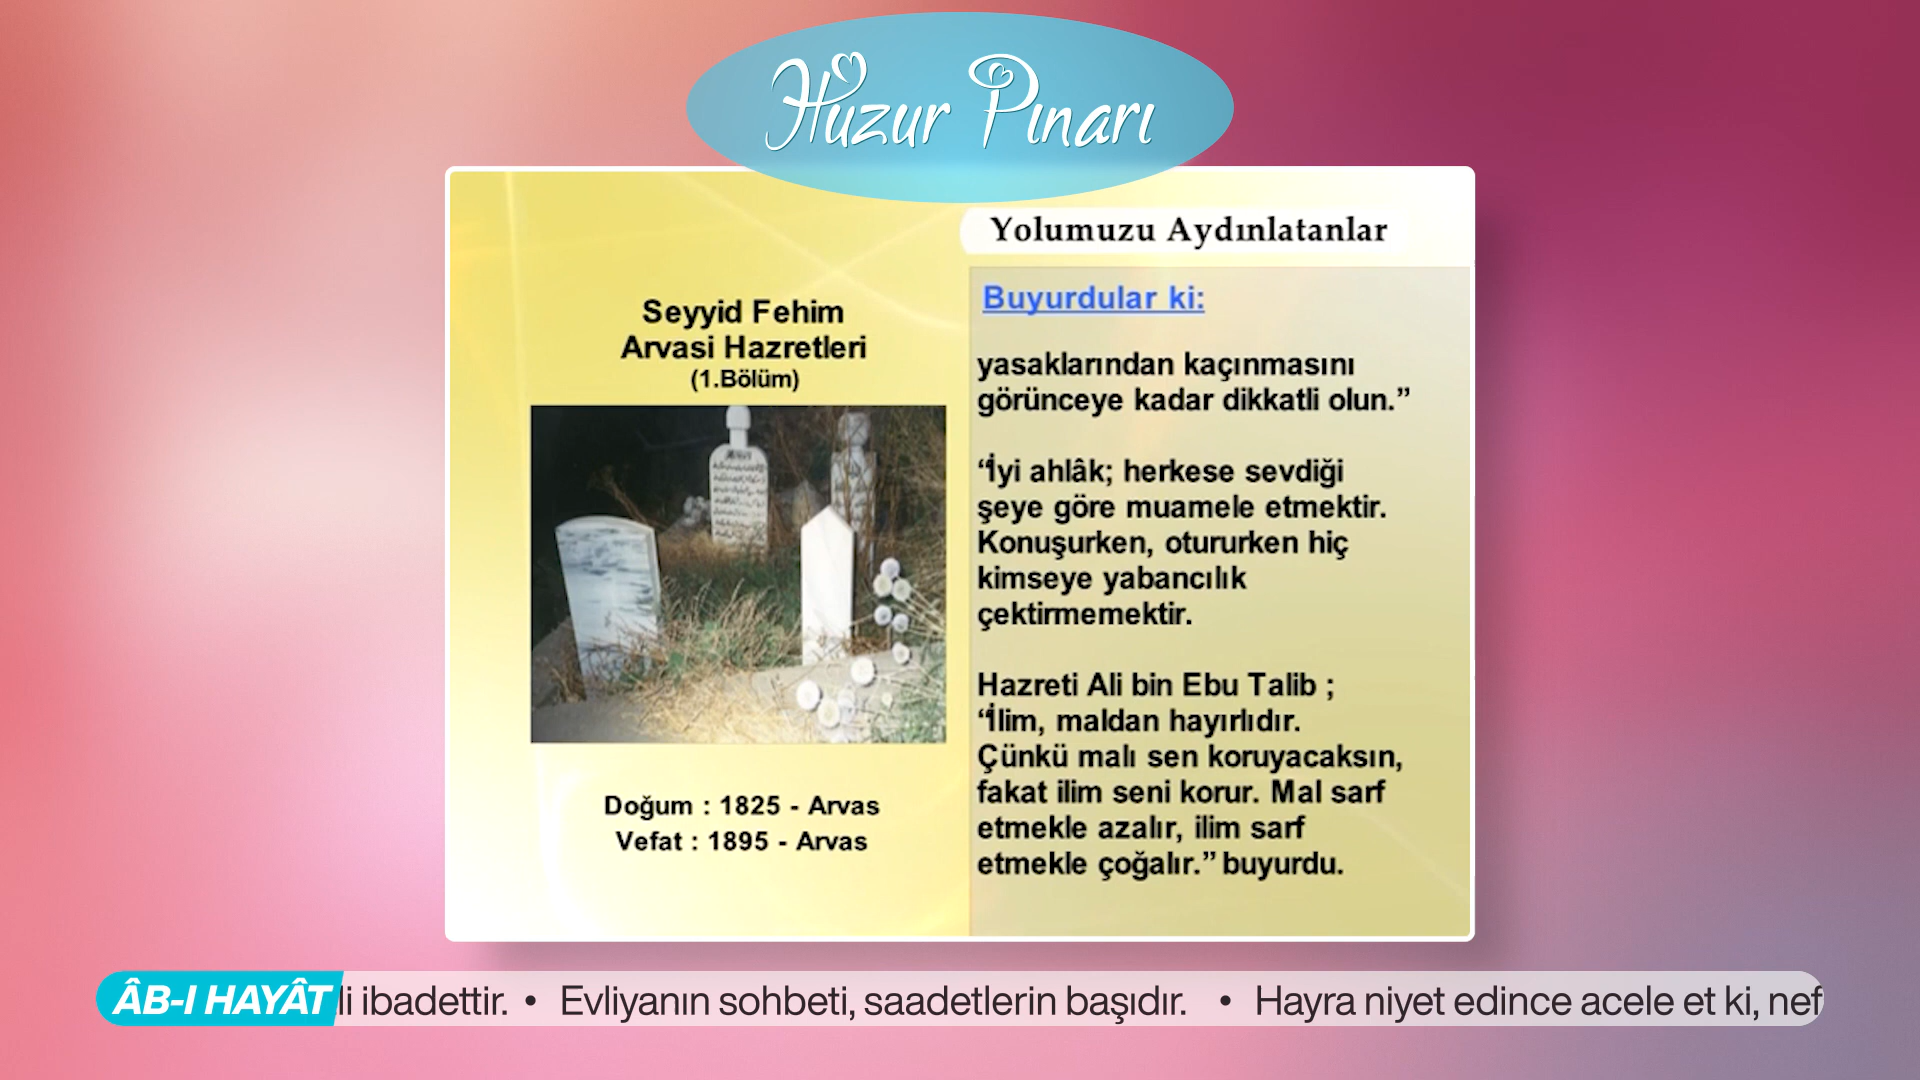 Huzur Pınarı
Yolumuzu Aydınlatanlar
Seyyid Fehim
Arvasi Hazretleri
(1.Bölüm)
Doğum : 1825 - Arvas
Vefat : 1895 - Arvas
Buyurdular ki:
yasaklarından kaçınmasını
görünceye kadar dikkatli olun.”
“İyi ahlâk; herkese sevdiği
şeye göre muamele etmektir.
Konuşurken, otururken hiç
kimseye yabancılık
çektirmemektir.
Hazreti Ali bin Ebu Talib ;
“İlim, maldan hayırlıdır.
Çünkü malı sen koruyacaksın,
fakat ilim seni korur. Mal sarf
etmekle azalır, ilim sarf
etmekle çoğalır.” buyurdu.
ÂB-I HAYÂT li ibadettir. • Evliyanın sohbeti, saadetlerin başıdır. • Hayra niyet edince acele et ki, nef